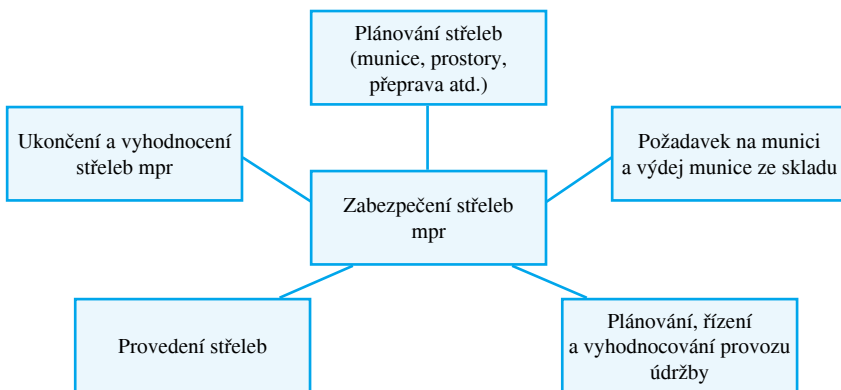 Plánování střeleb
(munice, prostory,
přeprava atd.)
Ukončení a vyhodnocení
střeleb mpr
Požadavek na munici
a výdej munice ze skladu
Zabezpečení střeleb
mpr
Provedení střeleb
Plánování, řízení
a vyhodnocování provozu
údržby